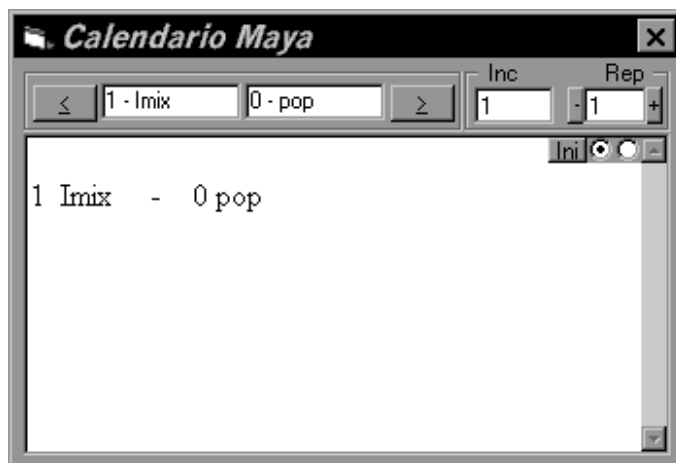 Calendario Maya
Inc Rep
< 1 - Imix 0 - pop > 1 - 1 +
Ini
1 Imix - 0 pop